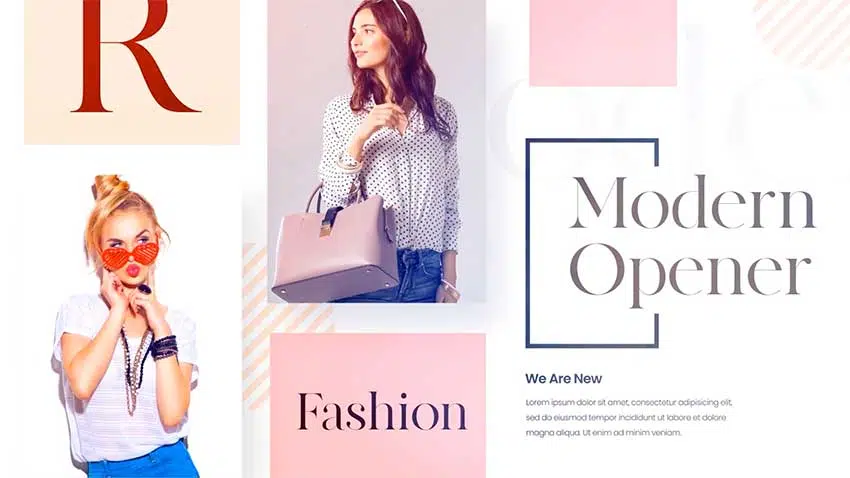 R
Modern
Opener
We Are New
Lorem ipsum dolor sit amet, consectetur adipisicing elit,
sed do eiusmod tempor incididunt ut labore et dolore
magna aliqua. Ut enim ad minim veniam.
Fashion